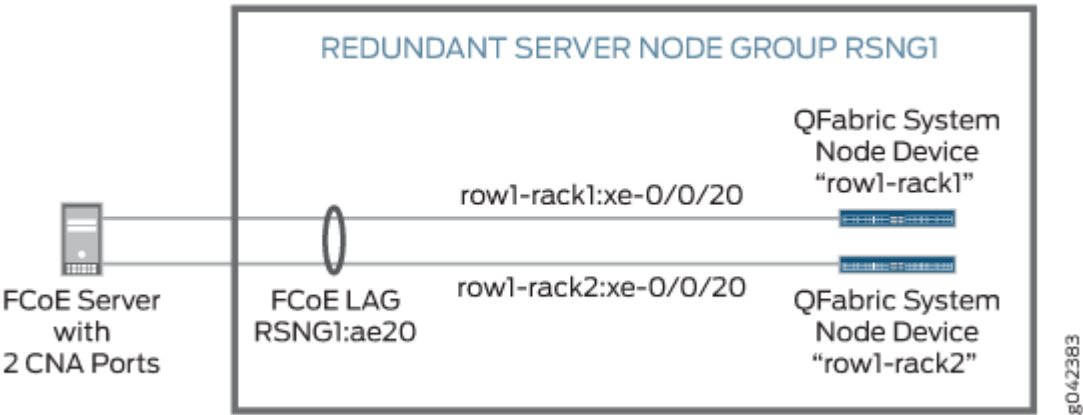 REDUNDANT SERVER NODE GROUP RSNG1
QFabric System
Node Device
“row1-rack1”
row1-rack1:xe-0/0/20
row1-rack2:xe-0/0/20
FCoE Server
with
2 CNA Ports
FCoE LAG
RSNG1:ae20
QFabric System
Node Device
“row1-rack2”
g042383